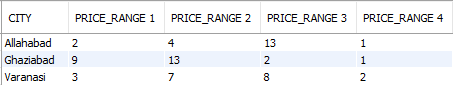 CITY PRICE_RANGE 1 PRICE_RANGE 2 PRICE_RANGE 3 PRICE_RANGE 4
Allahabad 2 4 13 1
Ghaziabad 9 13 2 1
Varanasi 3 7 8 2